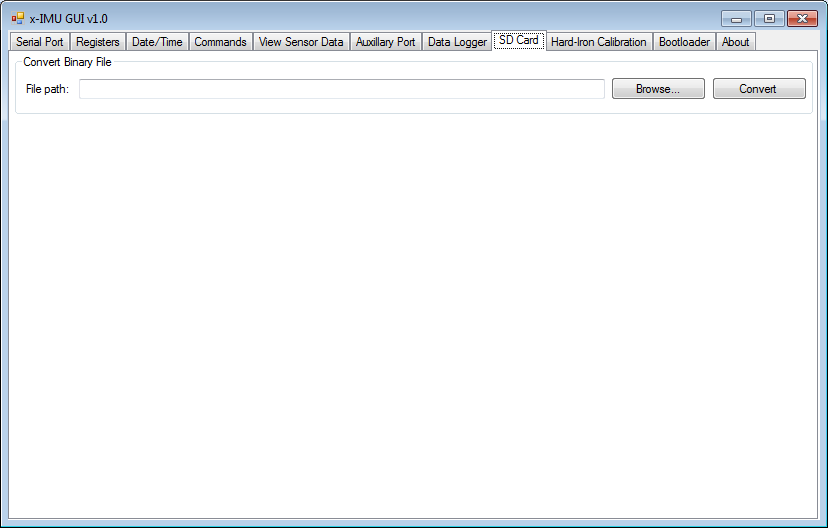 x-IMU GUI v1.0
Serial Port Registers Date/Time Commands View Sensor Data Auxillary Port Data Logger SD Card Hard-Iron Calibration Bootloader About
Convert Binary File
File path: Browse... Convert